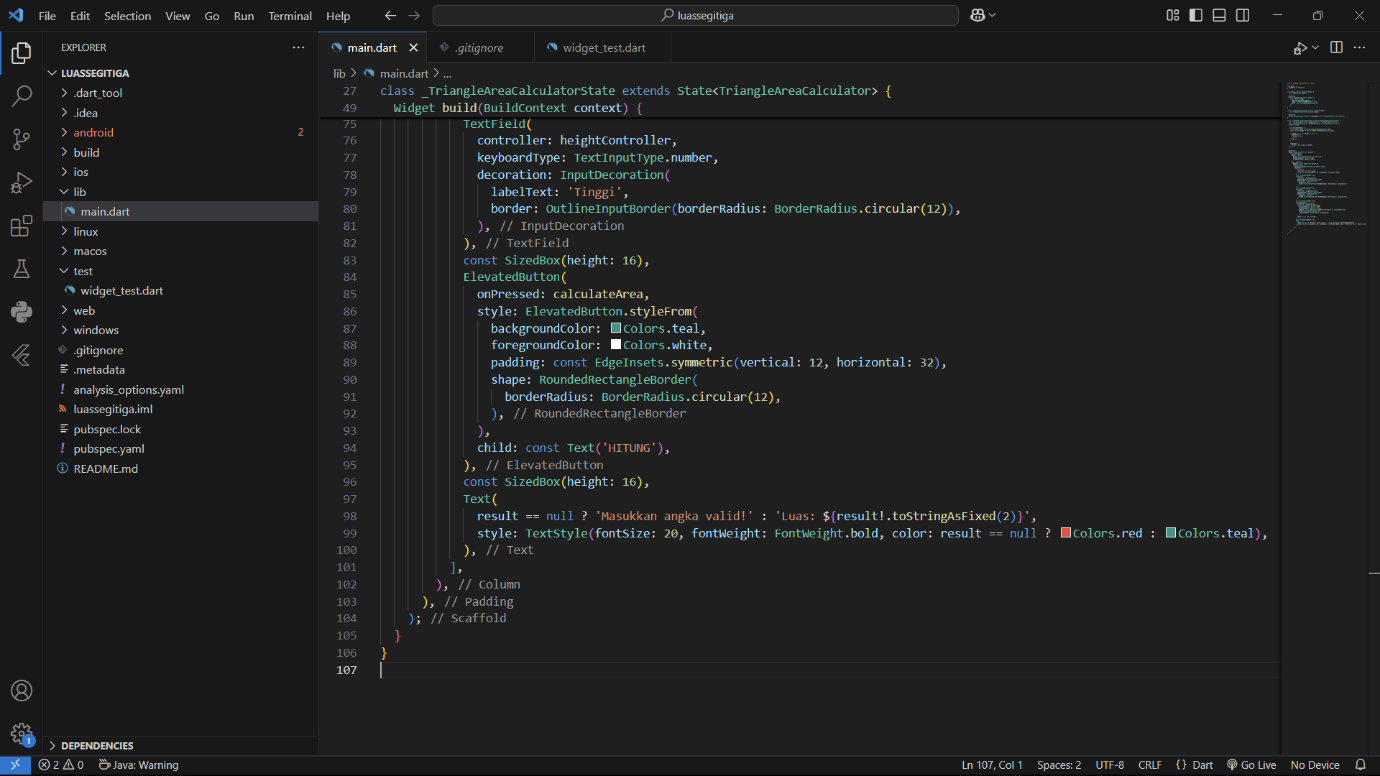 File Edit Selection View Go Run Terminal Help
luassegitiga
EXPLORER
LUASSEGITIGA
.dart_tool
.idea
android 2
build
ios
lib
main.dart
linux
macos
test
widget_test.dart
web
windows
.gitignore
.metadata
analysis_options.yaml
luassegitiga.iml
pubspec.lock
pubspec.yaml
README.md
DEPENDENCIES
main.dart .gitignore widget_test.dart
lib > main.dart > ...
27 class _TriangleAreaCalculatorState extends State<TriangleAreaCalculator> {
49 Widget build(BuildContext context) {
75 TextField(
76 controller: heightController,
77 keyboardType: TextInputType.number,
78 decoration: InputDecoration(
79 labelText: 'Tinggi',
80 border: OutlineInputBorder(borderRadius: BorderRadius.circular(12)),
81 ), // InputDecoration
82 ), // TextField
83 const SizedBox(height: 16),
84 ElevatedButton(
85 onPressed: calculateArea,
86 style: ElevatedButton.styleFrom(
87 backgroundColor: Colors.teal,
88 foregroundColor: Colors.white,
89 padding: const EdgeInsets.symmetric(vertical: 12, horizontal: 32),
90 shape: RoundedRectangleBorder(
91 borderRadius: BorderRadius.circular(12),
92 ), // RoundedRectangleBorder
93 ),
94 child: const Text('HITUNG'),
95 ), // ElevatedButton
96 const SizedBox(height: 16),
97 Text(
98 result == null ? 'Masukkan angka valid!' : 'Luas: ${result!.toStringAsFixed(2)}',
99 style: TextStyle(fontSize: 20, fontWeight: FontWeight.bold, color: result == null ? Colors.red : Colors.teal),
100 ), // Text
101 ],
102 ), // Column
103 ), // Padding
104 ); // Scaffold
105 }
106 }
107
1
2 0 Java: Warning Ln 107, Col 1 Spaces: 2 UTF-8 CRLF {} Dart Go Live No Device